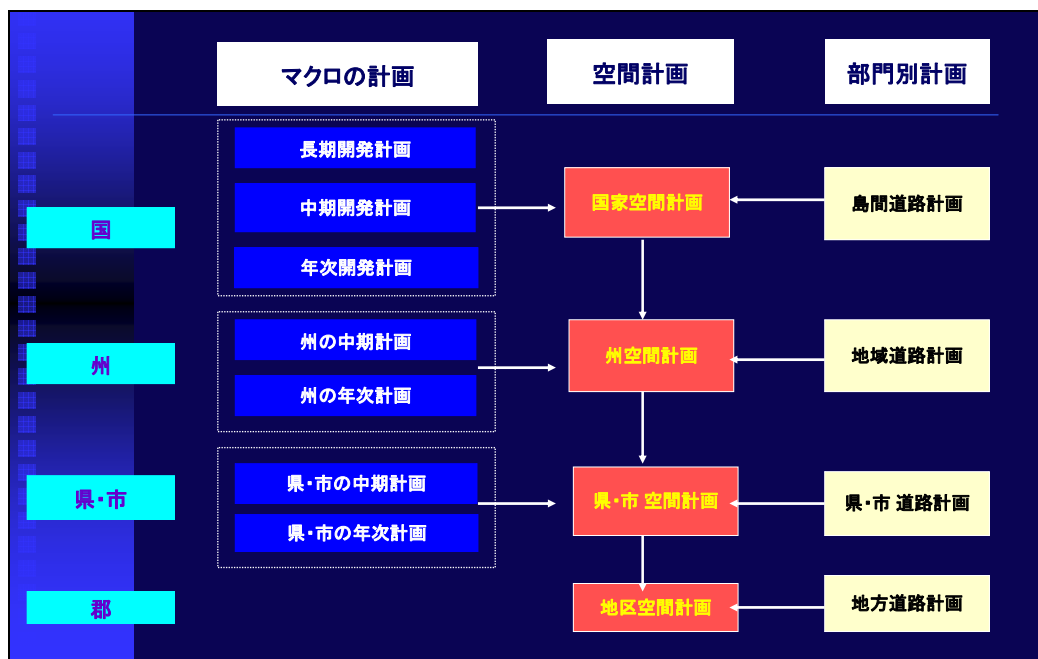 マクロの計画
空間計画
部門別計画
国
長期開発計画
中期開発計画
年次開発計画
国家空間計画
島間道路計画
州
州の中期計画
州の年次計画
州空間計画
地域道路計画
県・市
県・市の中期計画
県・市の年次計画
県・市 空間計画
県・市 道路計画
郡
地区空間計画
地方道路計画